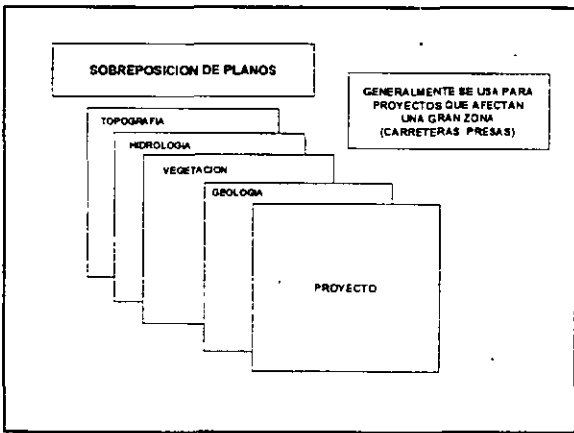 SOBREPOSICION DE PLANOS
GENERALMENTE SE USA PARA
PROYECTOS QUE AFECTAN
UNA GRAN ZONA
(CARRETERAS PRESAS)
TOPOGRAFIA
HIDROLOGIA
VEGETACION
GEOLOGIA
PROYECTO